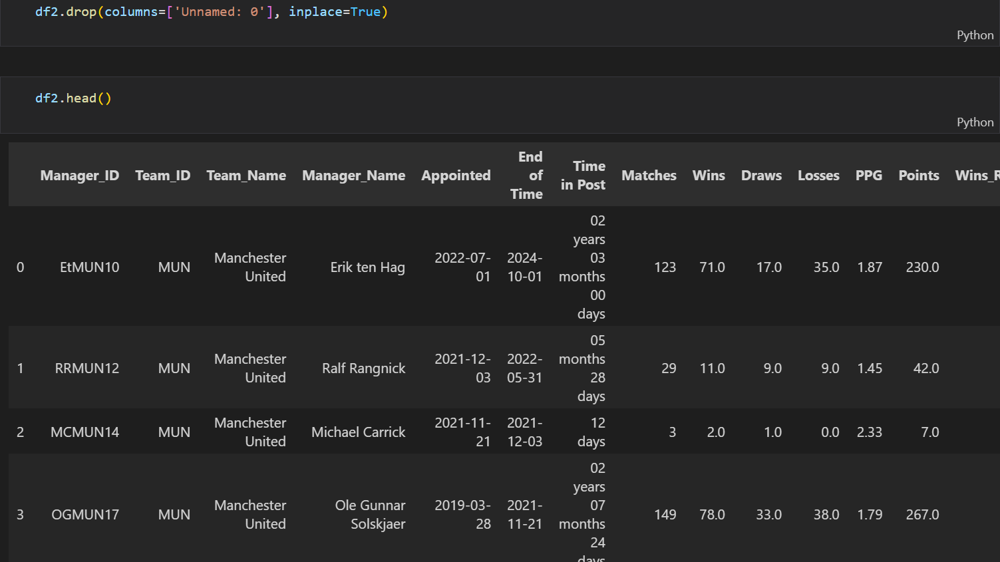 df2.drop(columns=['Unnamed: 0'], inplace=True)
Python
df2.head()
Python
Manager_ID Team_ID Team_Name Manager_Name Appointed End of Time Time in Post Matches Wins Draws Losses PPG Points Wins_R
0 EtMUN10 MUN Manchester United Erik ten Hag 2022-07-01 2024-10-01 02 years 03 months 00 days 123 71.0 17.0 35.0 1.87 230.0
1 RRMUN12 MUN Manchester United Ralf Rangnick 2021-12-03 2022-05-31 05 months 28 days 29 11.0 9.0 9.0 1.45 42.0
2 MCMUN14 MUN Manchester United Michael Carrick 2021-11-21 2021-12-03 12 days 3 2.0 1.0 0.0 2.33 7.0
3 OGMUN17 MUN Manchester United Ole Gunnar Solskjaer 2019-03-28 2021-11-21 02 years 07 months 24 days 149 78.0 33.0 38.0 1.79 267.0